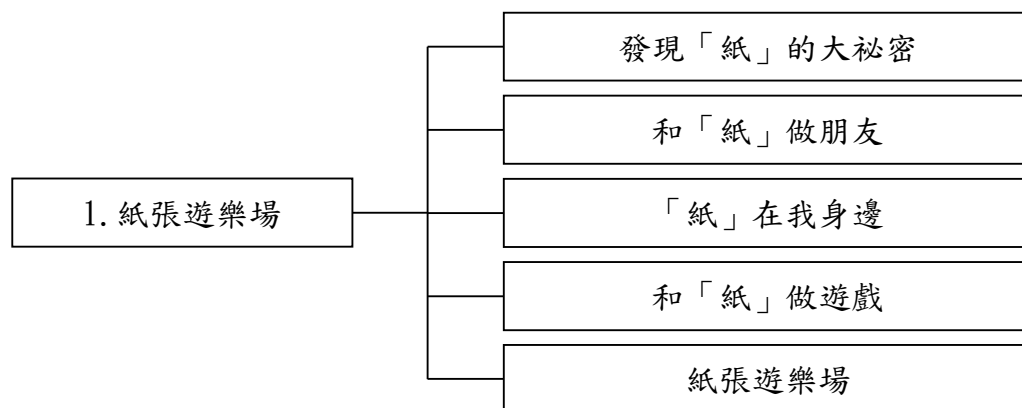 1.紙張遊樂場
發現「紙」的大祕密
和「紙」做朋友
「紙」在我身邊
和「紙」做遊戲
紙張遊樂場